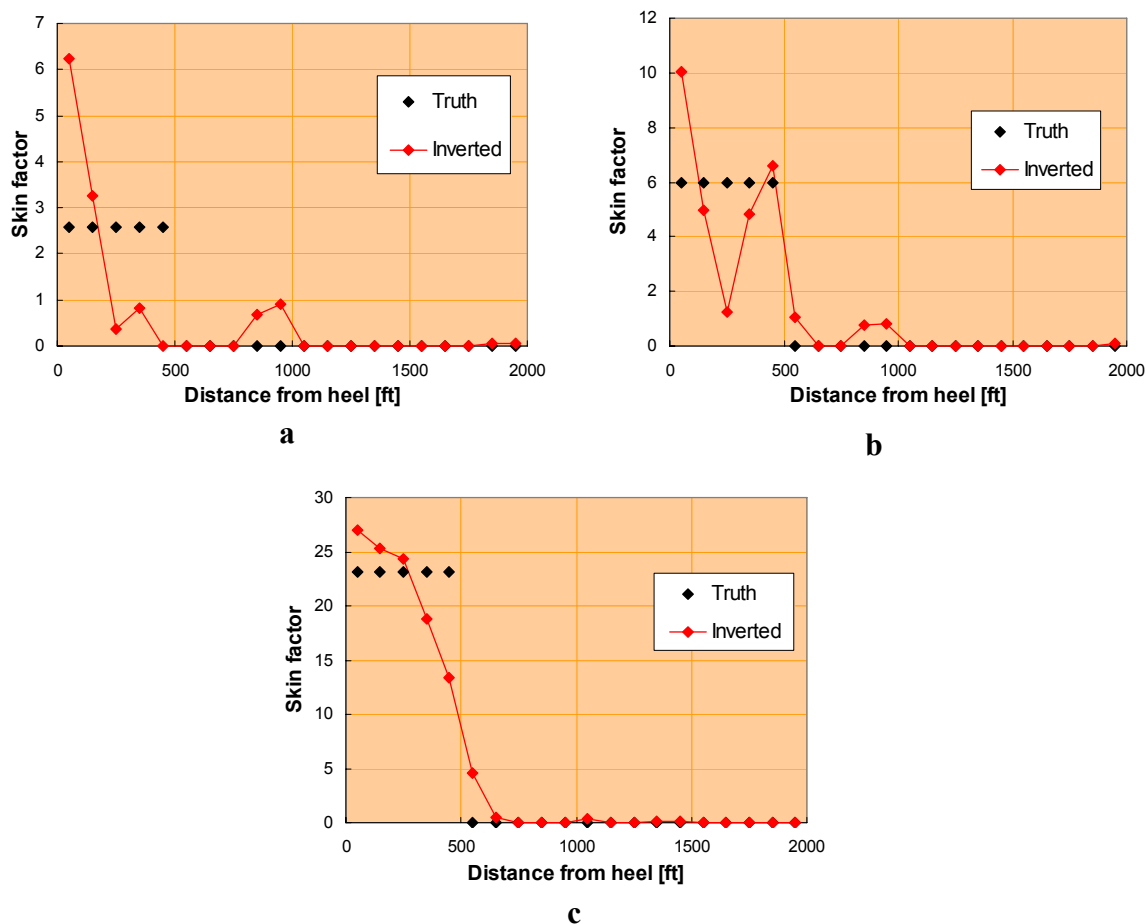 7
6
5
4
3
2
1
0
Skin factor
Truth
Inverted
0 500 1000 1500 2000
Distance from heel [ft]
a
12
10
8
6
4
2
0
Skin factor
Truth
Inverted
0 500 1000 1500 2000
Distance from heel [ft]
b
30
25
20
15
10
5
0
Skin factor
Truth
Inverted
0 500 1000 1500 2000
Distance from heel [ft]
c